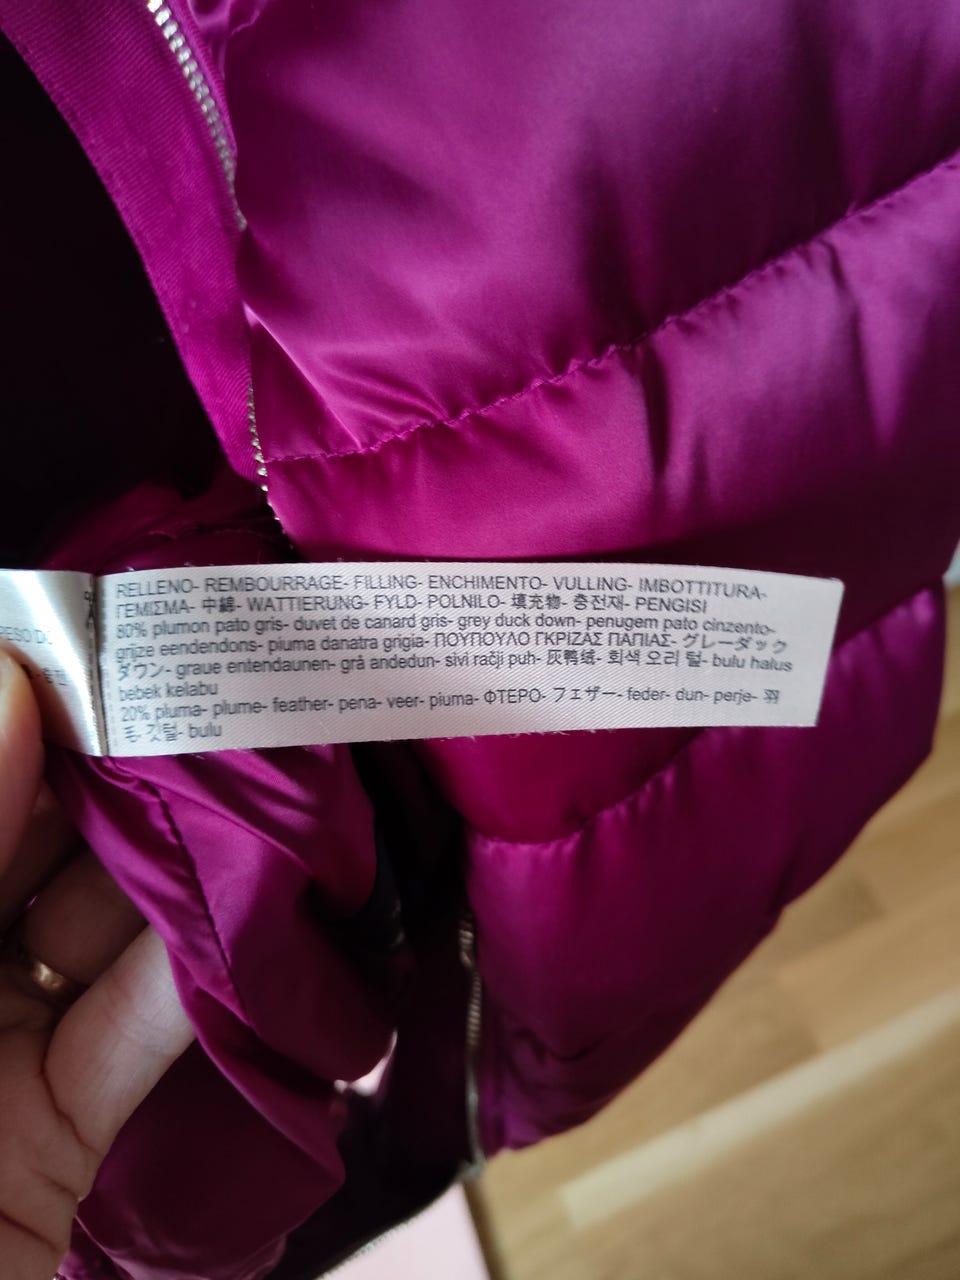 RELLENO- REMBOURRAGE- FILLING- ENCHIMENTO- VULLING- IMBOTTITURA-
ΓΕΜΙΣΜΑ- 中綿- WATTIERUNG- FYLD- POLNILO- 填充物- 충전재- PENGISI
80% plumon pato gris- duvet de canard gris- grey duck down- penugem pato cinzento-
grijze eendendons- piuma danatra grigia- ΠΟΥΠΟΥΛΟ ΓΚΡΙΖΑΣ ΠΑΠΙΑΣ- グレーダック
ダウン- graue entendaunen- grå andedun- sivi račji puh- 灰鸭绒- 회색 오리 털- bulu halus
bebek kelabu
20% pluma- plume- feather- pena- veer- piuma- ΦΤΕΡΟ- フェザー- feder- dun- perje- 羽
毛- 깃털- bulu